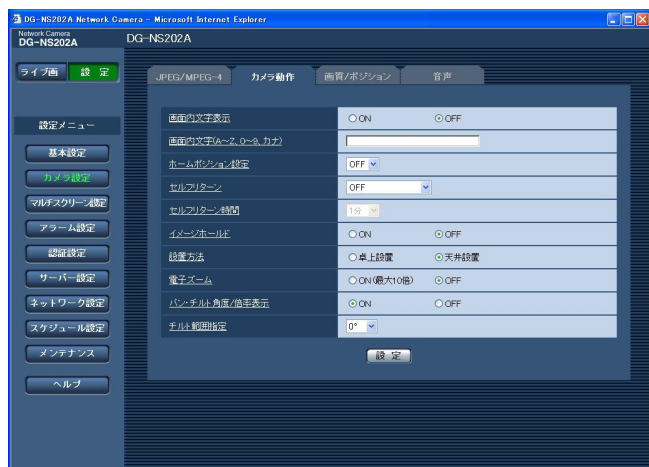 DG-NS202A Network Camera - Microsoft Internet Explorer
Network Camera
DG-NS202A
DG-NS202A
ライブ画 設 定
JPEG/MPEG-4 カメラ動作 画質/ポジション 音声
設定メニュー
基本設定
カメラ設定
マルチスクリーン設定
アラーム設定
認証設定
サーバー設定
ネットワーク設定
スケジュール設定
メンテナンス
ヘルプ
画面内文字表示 ON OFF
画面内文字(A～Z, 0～9, カナ)
ホームポジション設定 OFF
セルフリターン OFF
セルフリターン時間 1分
イメージホールド ON OFF
設置方法 卓上設置 天井設置
電子ズーム ON(最大10倍) OFF
パン・チルト角度/倍率表示 ON OFF
チルト範囲指定 0°
設 定